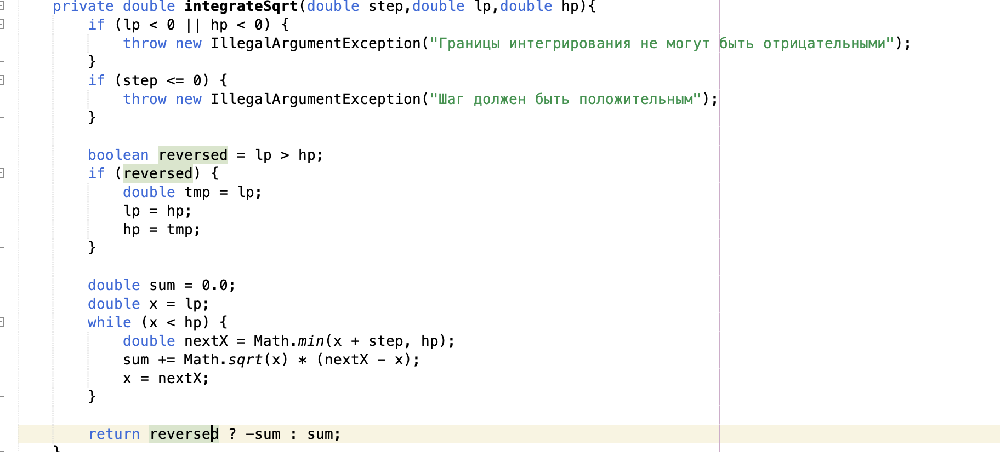 private double integrateSqrt(double step,double lp,double hp){
if (lp < 0 || hp < 0) {
throw new IllegalArgumentException("Границы интегрирования не могут быть отрицательными");
}
if (step <= 0) {
throw new IllegalArgumentException("Шаг должен быть положительным");
}
boolean reversed = lp > hp;
if (reversed) {
double tmp = lp;
lp = hp;
hp = tmp;
}
double sum = 0.0;
double x = lp;
while (x < hp) {
double nextX = Math.min(x + step, hp);
sum += Math.sqrt(x) * (nextX - x);
x = nextX;
}
return reversed ? -sum : sum;
}